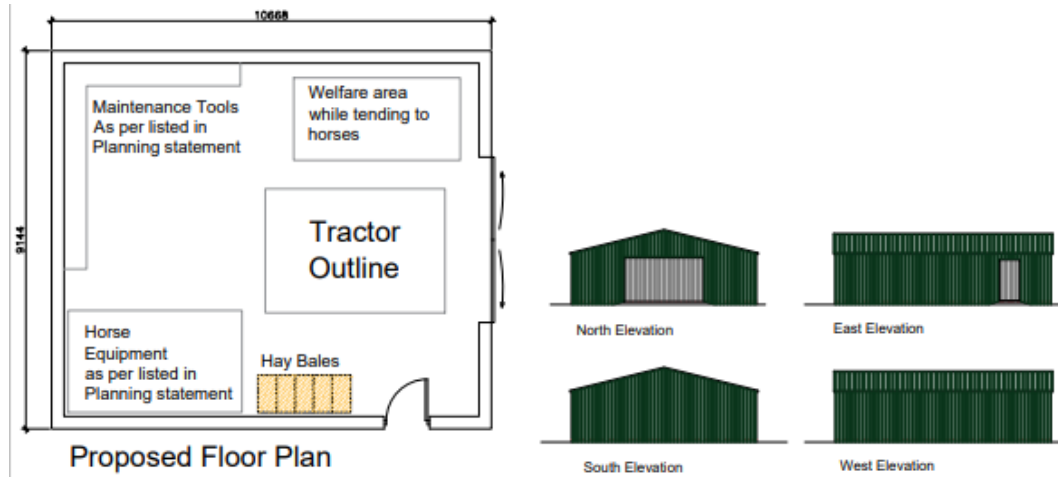 10668
9144
Maintenance Tools
As per listed in
Planning statement
Welfare area
while tending to
horses
Tractor
Outline
Horse
Equipment
as per listed in
Planning statement
Hay Bales
Proposed Floor Plan
North Elevation
East Elevation
South Elevation
West Elevation